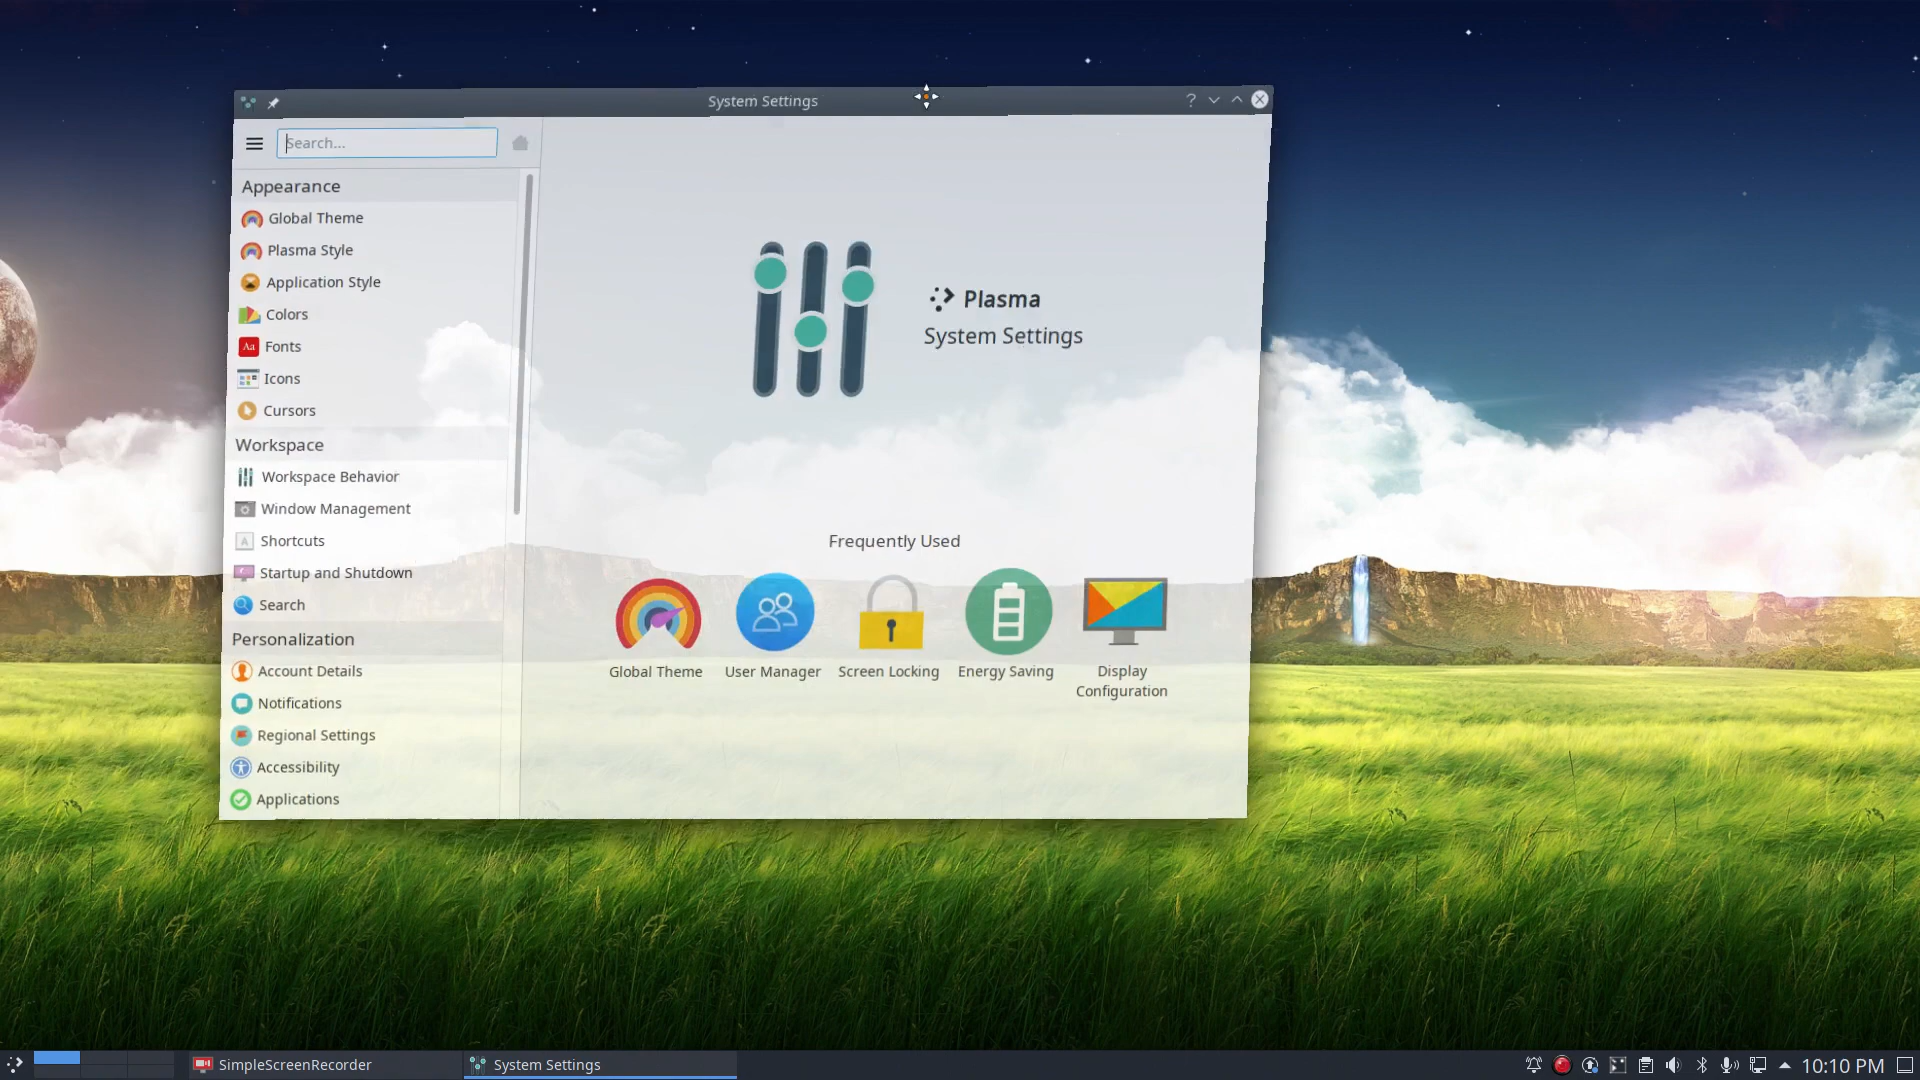 System Settings
?
Search...
Appearance
Global Theme
Plasma Style
Application Style
Colors
Aa Fonts
Icons
Cursors
Workspace
Workspace Behavior
Window Management
A Shortcuts
Startup and Shutdown
Search
Personalization
Account Details
Notifications
Regional Settings
Accessibility
Applications
Plasma
System Settings
Frequently Used
Global Theme
User Manager
Screen Locking
Energy Saving
Display
Configuration
SimpleScreenRecorder
System Settings
10:10 PM